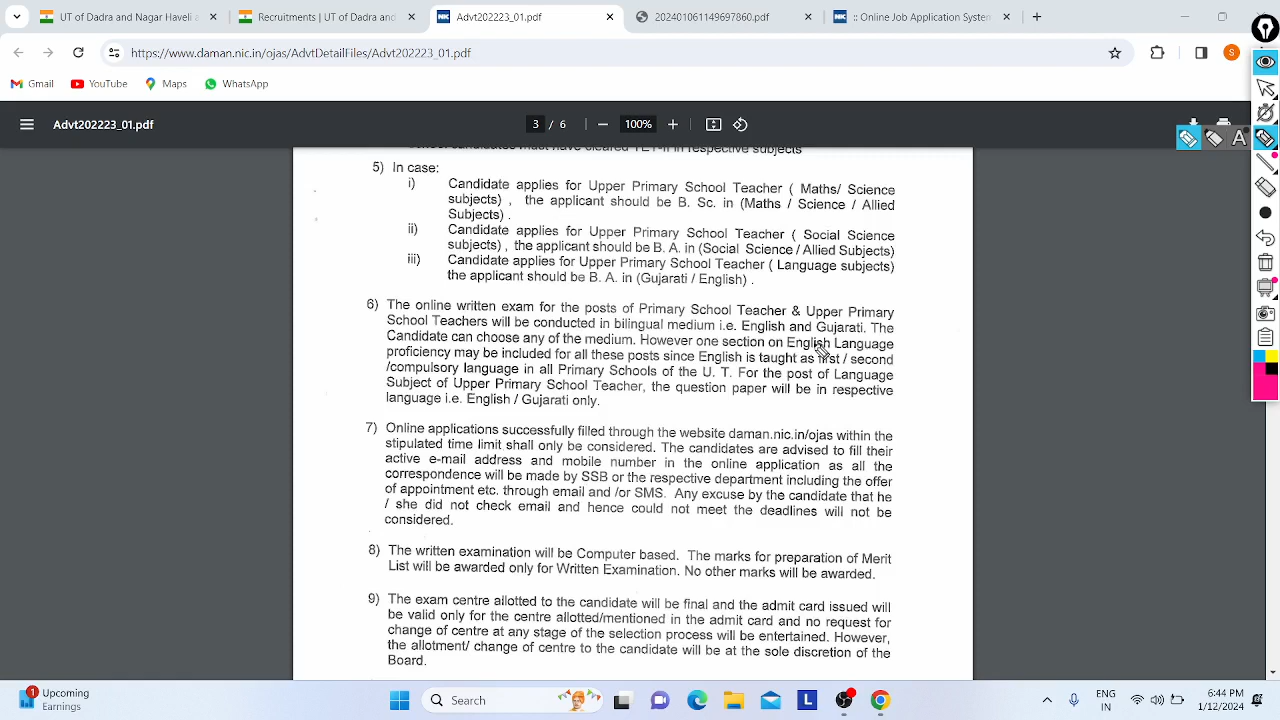 UT of Dadra and Nagar Haveli a
Recruitments | UT of Dadra and
Advt202223_01.pdf
:: Online Job Application System
https://www.daman.nic.in/ojas/AdvtDetailFiles/Advt202223_01.pdf
S
Gmail
YouTube
Maps
WhatsApp
Advt202223_01.pdf
3 / 6
100%
candidates must have cleared TET-II in respective subjects
5) In case:
i) Candidate applies for Upper Primary School Teacher ( Maths/ Science
subjects) , the applicant should be B. Sc. in (Maths / Science / Allied
Subjects) .
ii) Candidate applies for Upper Primary School Teacher ( Social Science
subjects) , the applicant should be B. A. in (Social Science / Allied Subjects)
iii) Candidate applies for Upper Primary School Teacher ( Language subjects)
the applicant should be B. A. in (Gujarati / English) .
6) The online written exam for the posts of Primary School Teacher & Upper Primary
School Teachers will be conducted in bilingual medium i.e. English and Gujarati. The
Candidate can choose any of the medium. However one section on English Language
proficiency may be included for all these posts since English is taught as first / second
/compulsory language in all Primary Schools of the U. T. For the post of Language
Subject of Upper Primary School Teacher, the question paper will be in respective
language i.e. English / Gujarati only.
7) Online applications successfully filled through the website daman.nic.in/ojas within the
stipulated time limit shall only be considered. The candidates are advised to fill their
active e-mail address and mobile number in the online application as all the
correspondence will be made by SSB or the respective department including the offer
of appointment etc. through email and /or SMS. Any excuse by the candidate that he
/ she did not check email and hence could not meet the deadlines will not be
considered.
8) The written examination will be Computer based. The marks for preparation of Merit
List will be awarded only for Written Examination. No other marks will be awarded.
9) The exam centre allotted to the candidate will be final and the admit card issued will
be valid only for the centre allotted/mentioned in the admit card and no request for
change of centre at any stage of the selection process will be entertained. However,
the allotment/ change of centre to the candidate will be at the sole discretion of the
Board.
1
Upcoming
Earnings
Search
L
ENG
IN
6:44 PM
1/12/2024